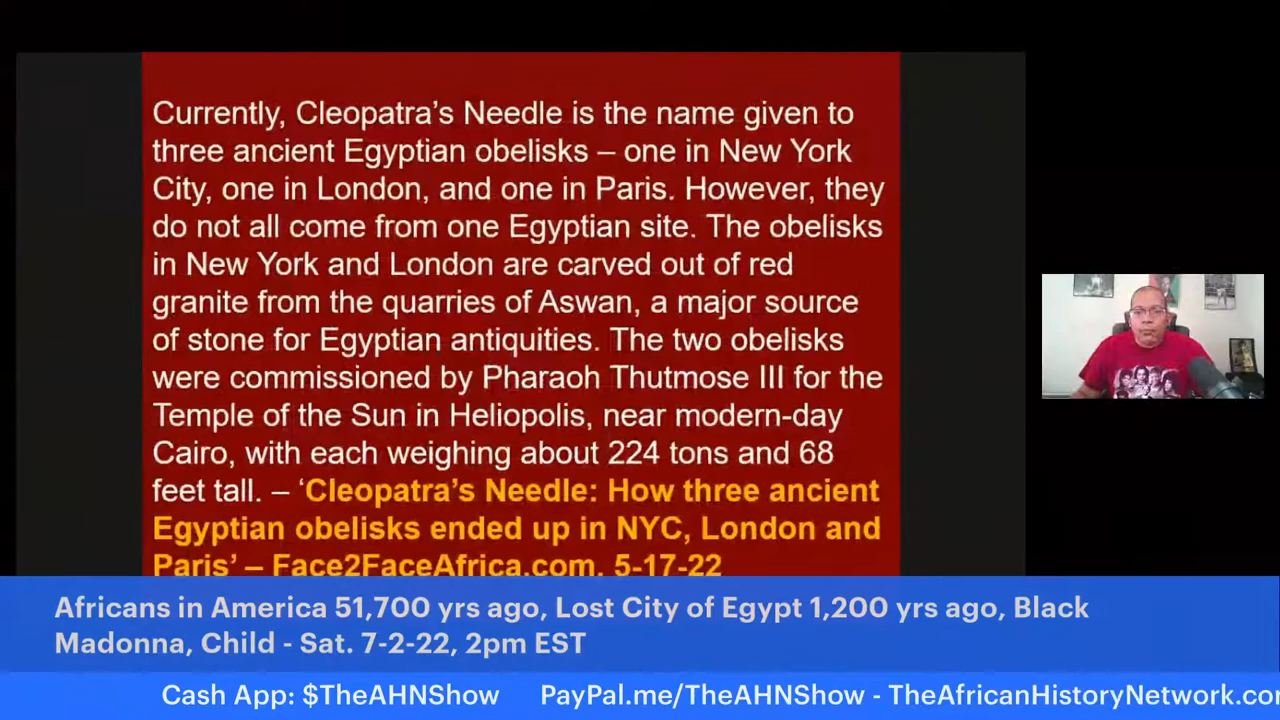 Currently, Cleopatra's Needle is the name given to
three ancient Egyptian obelisks – one in New York
City, one in London, and one in Paris. However, they
do not all come from one Egyptian site. The obelisks
in New York and London are carved out of red
granite from the quarries of Aswan, a major source
of stone for Egyptian antiquities. The two obelisks
were commissioned by Pharaoh Thutmose III for the
Temple of the Sun in Heliopolis, near modern-day
Cairo, with each weighing about 224 tons and 68
feet tall. – ‘Cleopatra's Needle: How three ancient
Egyptian obelisks ended up in NYC, London and
Paris’ – Face2FaceAfrica.com, 5-17-22
Africans in America 51,700 yrs ago, Lost City of Egypt 1,200 yrs ago, Black
Madonna, Child - Sat. 7-2-22, 2pm EST
Cash App: $TheAHNShow PayPal.me/TheAHNShow - TheAfricanHistoryNetwork.co